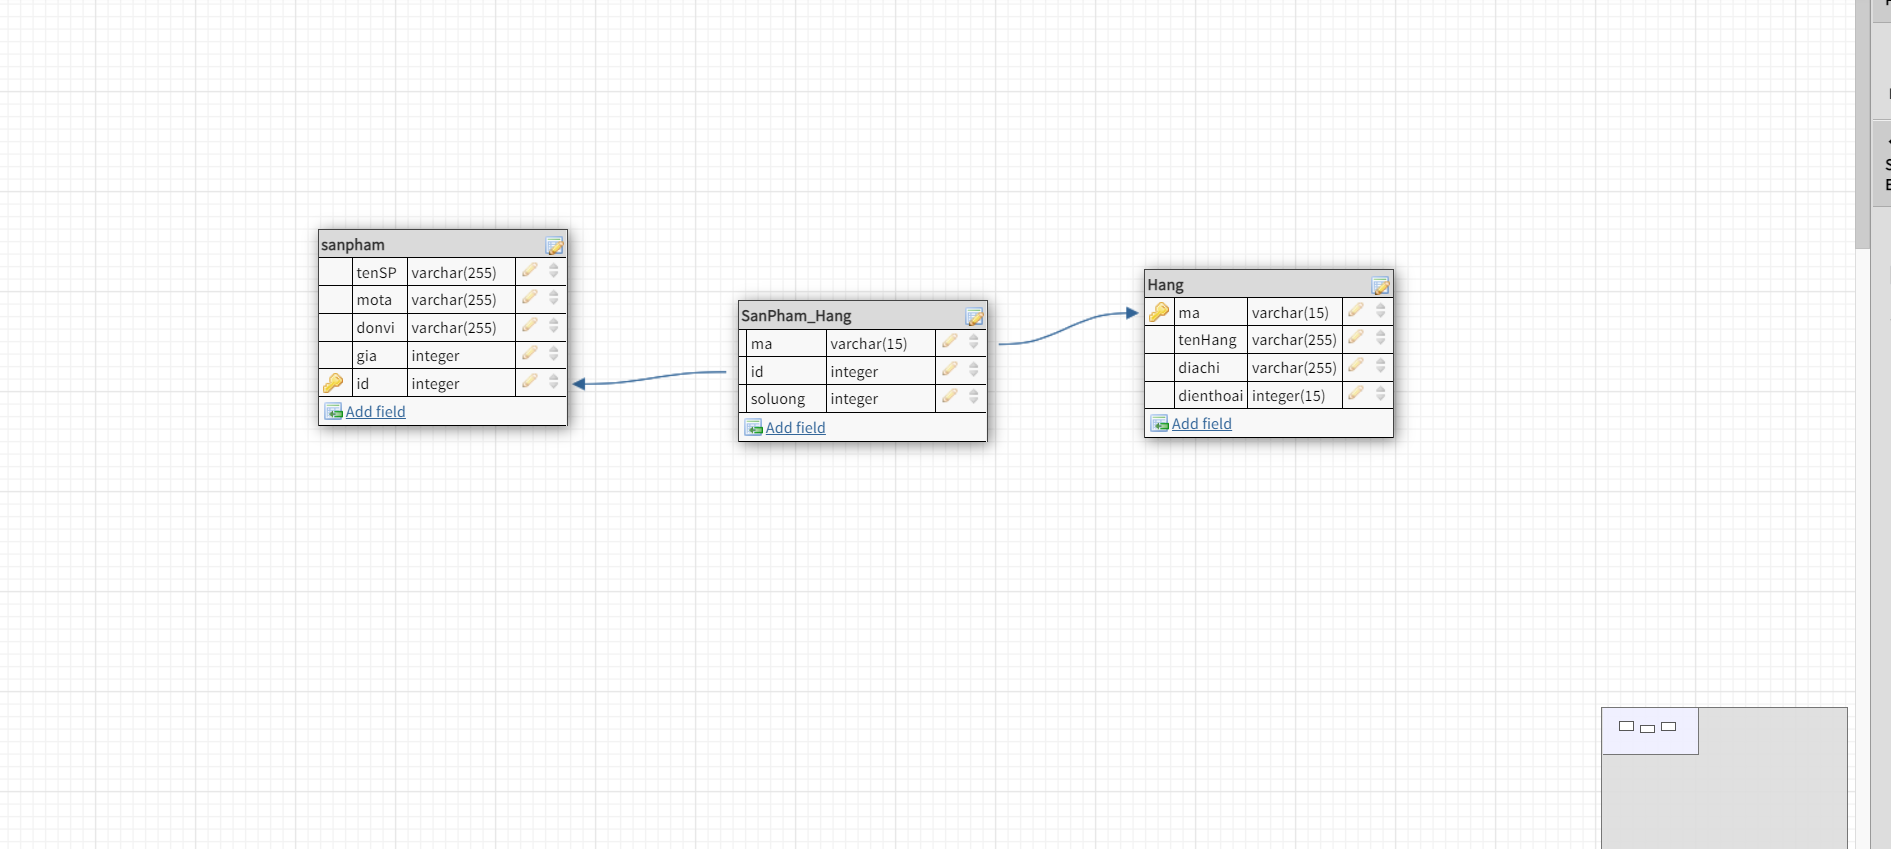 sanpham
tenSP varchar(255)
mota varchar(255)
donvi varchar(255)
gia integer
id integer
Add field
SanPham_Hang
ma varchar(15)
id integer
soluong integer
Add field
Hang
ma varchar(15)
tenHang varchar(255)
diachi varchar(255)
dienthoai integer(15)
Add field